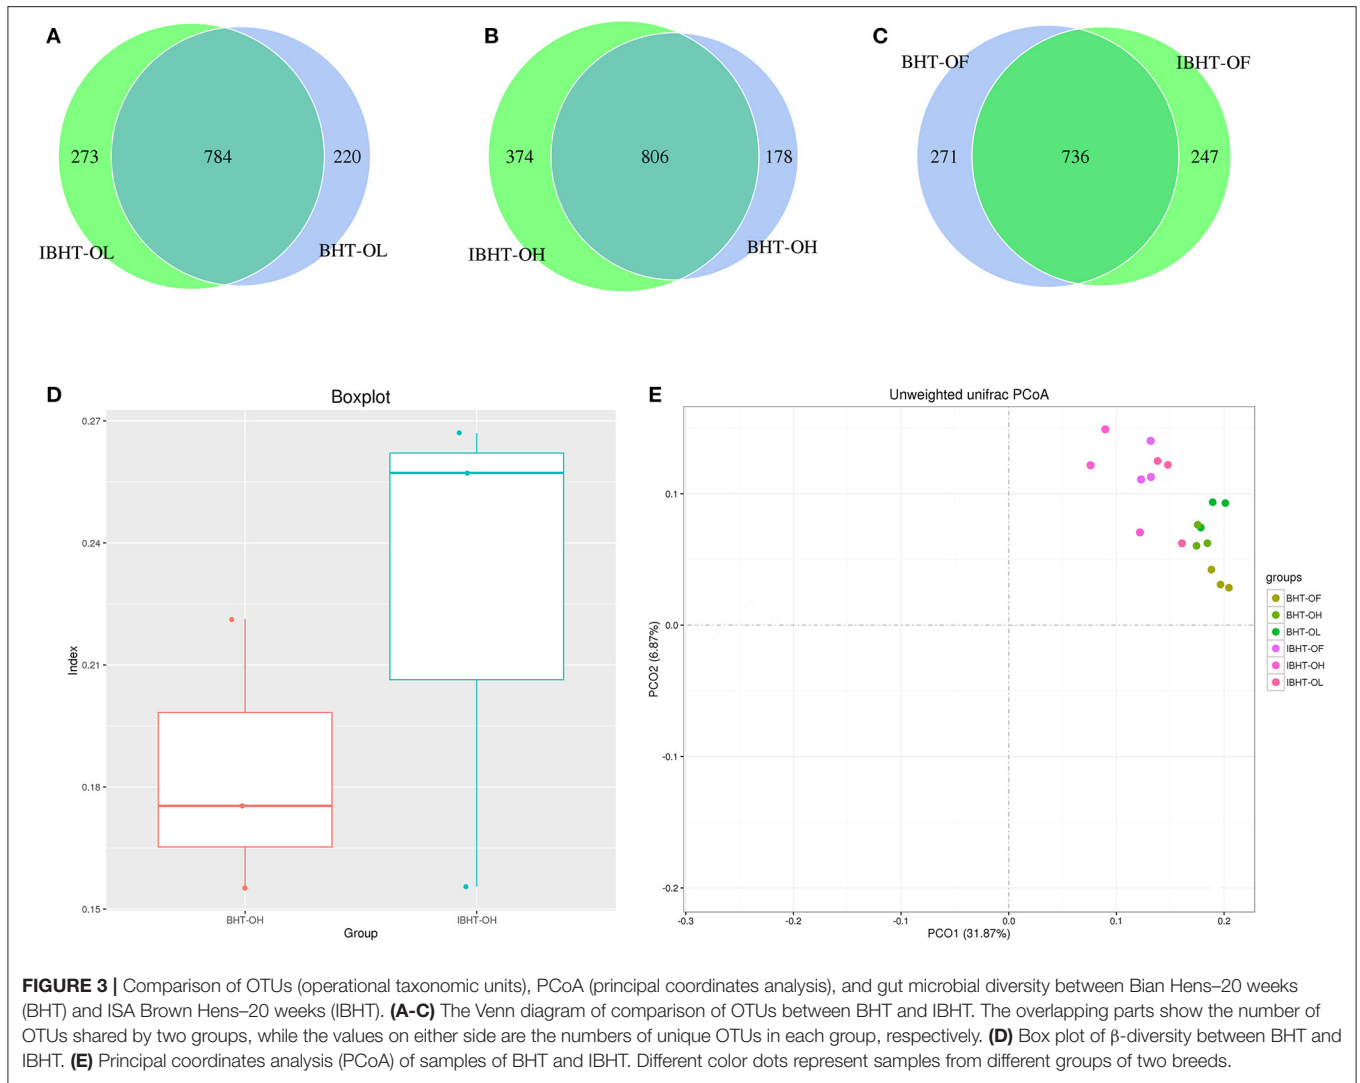 A
273
784
220
IBHT-OL
BHT-OL
B
374
806
178
IBHT-OH
BHT-OH
C
BHT-OF
IBHT-OF
271
736
247
D
Boxplot
0.27
0.24
0.21
0.18
0.15
Index
BHT-OH
IBHT-OH
Group
E
Unweighted unifrac PCoA
0.1
0.0
-0.1
-0.2
PCO2 (6.87%)
-0.3
-0.2
-0.1
0.0
0.1
0.2
PCO1 (31.87%)
groups
BHT-OF
BHT-OH
BHT-OL
IBHT-OF
IBHT-OH
IBHT-OL
FIGURE 3 | Comparison of OTUs (operational taxonomic units), PCoA (principal coordinates analysis), and gut microbial diversity between Bian Hens–20 weeks
(BHT) and ISA Brown Hens–20 weeks (IBHT). (A-C) The Venn diagram of comparison of OTUs between BHT and IBHT. The overlapping parts show the number of
OTUs shared by two groups, while the values on either side are the numbers of unique OTUs in each group, respectively. (D) Box plot of β-diversity between BHT and
IBHT. (E) Principal coordinates analysis (PCoA) of samples of BHT and IBHT. Different color dots represent samples from different groups of two breeds.